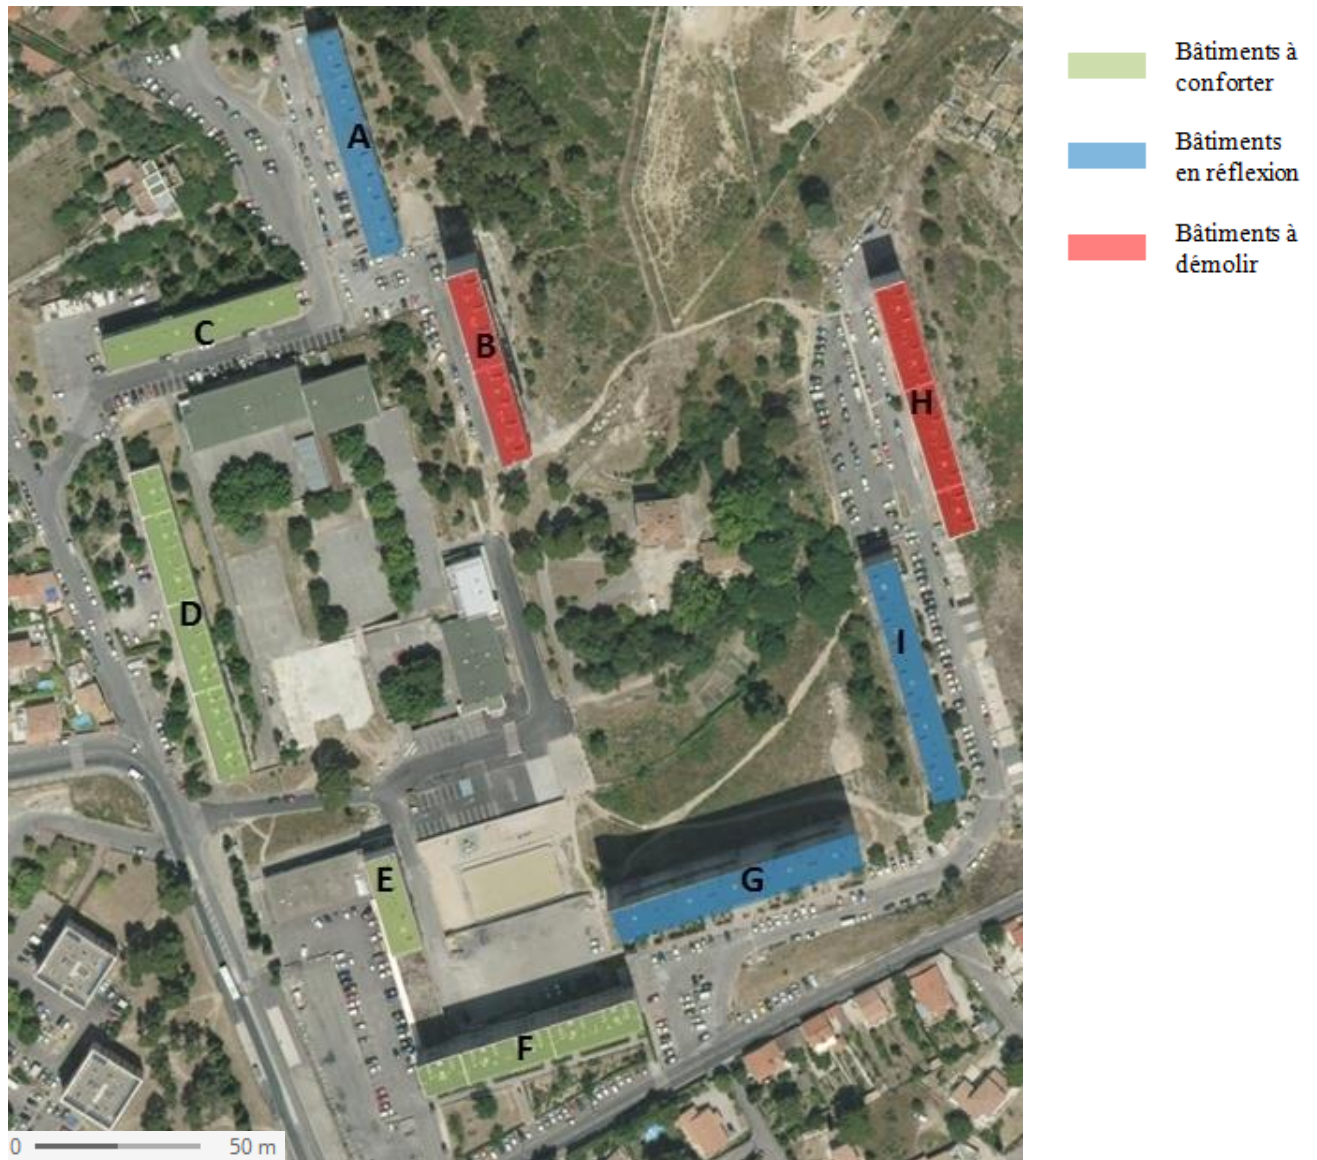 A
B
C
D
E
F
G
H
I
Bâtiments à
conforter
Bâtiments
en réflexion
Bâtiments à
démolir
0 50 m